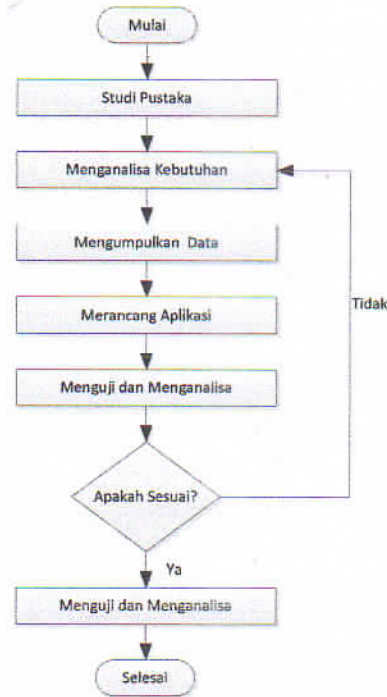 Mulai
Studi Pustaka
Menganalisa Kebutuhan
Mengumpulkan Data
Merancang Aplikasi
Tidak
Menguji dan Menganalisa
Apakah Sesuai?
Ya
Menguji dan Menganalisa
Selesai